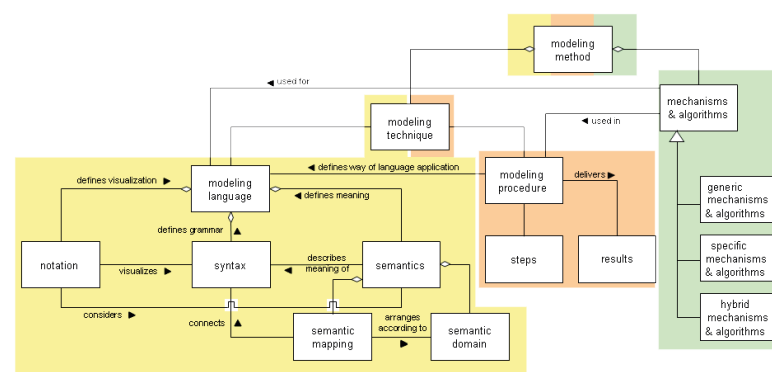 modeling
method
◄ used for
mechanisms
& algorithms
modeling
technique
◄ used in
◄ defines way of language application
defines visualization ►
modeling
language
◄ defines meaning
modeling
procedure
delivers►
generic
mechanisms
& algorithms
defines grammar ▲
notation
visualizes ►
syntax
describes
◄ meaning of
semantics
steps
results
specific
mechanisms
& algorithms
considers ►
connects ▲
semantic
mapping
arranges
according to
►
semantic
domain
hybrid
mechanisms
& algorithms